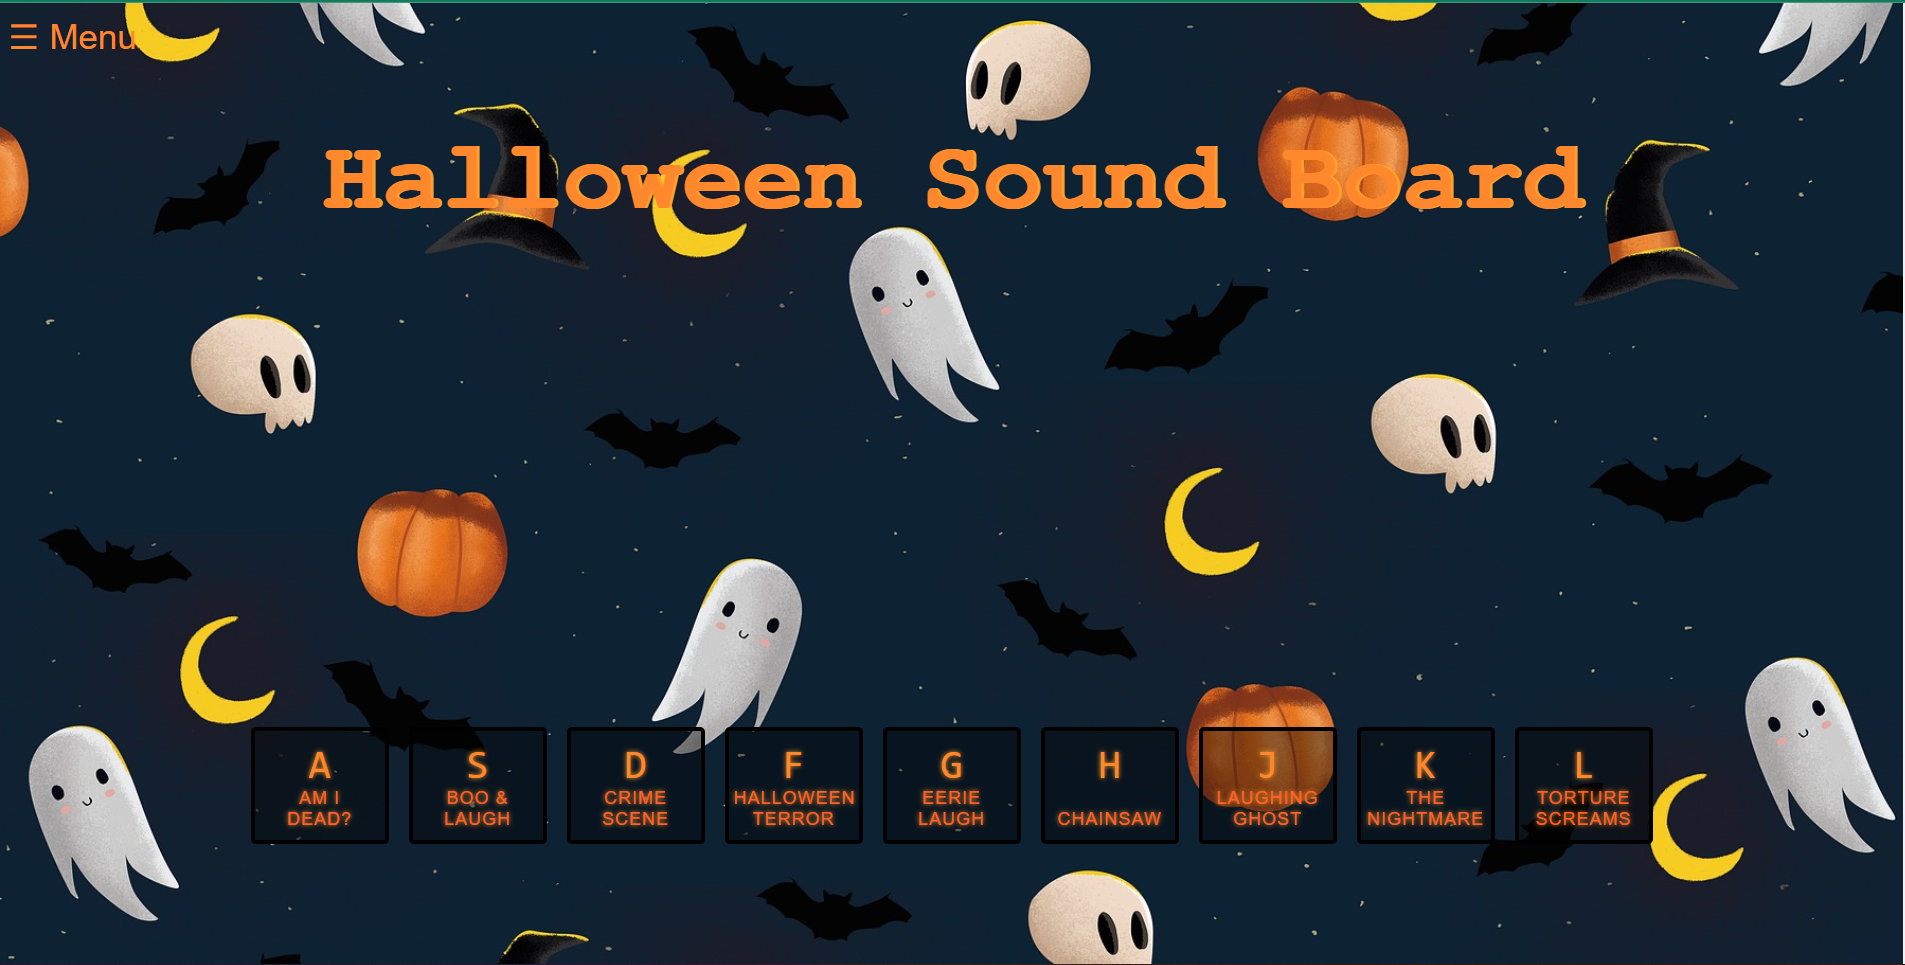 ☰ Menu
Halloween Sound Board
A
AM I
DEAD?
S
BOO &
LAUGH
D
CRIME
SCENE
F
HALLOWEEN
TERROR
G
EERIE
LAUGH
H
CHAINSAW
J
LAUGHING
GHOST
K
THE
NIGHTMARE
L
TORTURE
SCREAMS